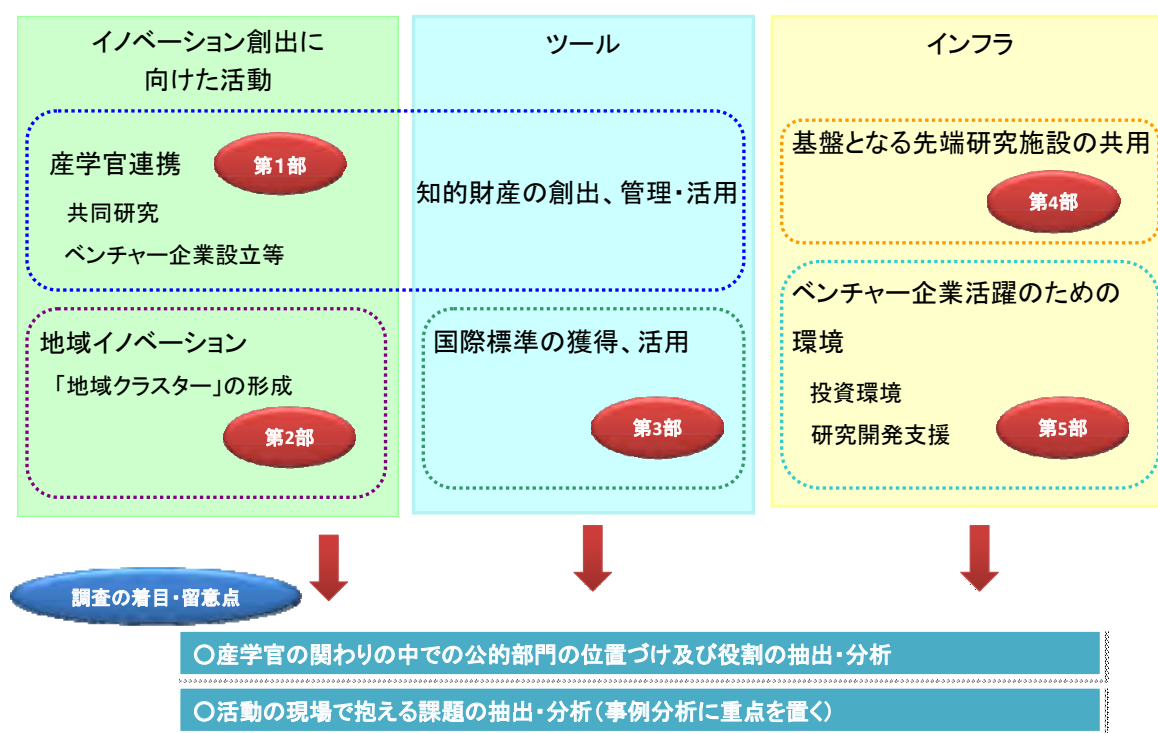 イノベーション創出に
向けた活動
産学官連携
第1部
共同研究
ベンチャー企業設立等
地域イノベーション
「地域クラスター」の形成
第2部
ツール
知的財産の創出、管理・活用
国際標準の獲得、活用
第3部
インフラ
基盤となる先端研究施設の共用
第4部
ベンチャー企業活躍のための
環境
投資環境
研究開発支援
第5部
調査の着目・留意点
○産学官の関わりの中での公的部門の位置づけ及び役割の抽出・分析
○活動の現場で抱える課題の抽出・分析(事例分析に重点を置く)